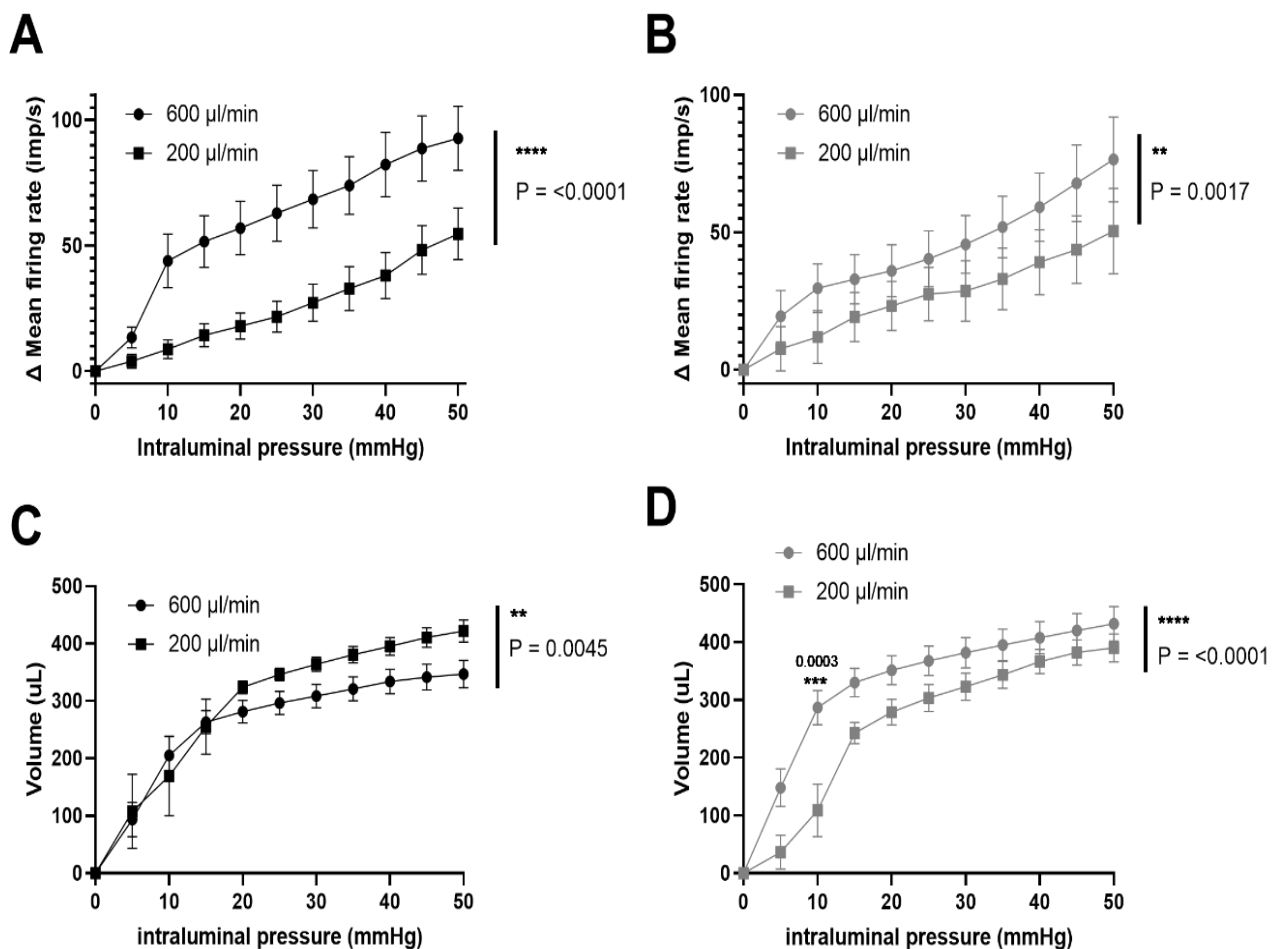 A
600 µl/min
200 µl/min
****
P = <0.0001
Δ Mean firing rate (imp/s)
100
50
0
0 10 20 30 40 50
Intraluminal pressure (mmHg)
B
600 µl/min
200 µl/min
**
P = 0.0017
Δ Mean firing rate (imp/s)
100
50
0
0 10 20 30 40 50
Intraluminal pressure (mmHg)
C
600 µl/min
200 µl/min
**
P = 0.0045
Volume (uL)
500
400
300
200
100
0
0 10 20 30 40 50
intraluminal pressure (mmHg)
D
600 µl/min
200 µl/min
0.0003
***
****
P = <0.0001
Volume (uL)
500
400
300
200
100
0
0 10 20 30 40 50
intraluminal pressure (mmHg)